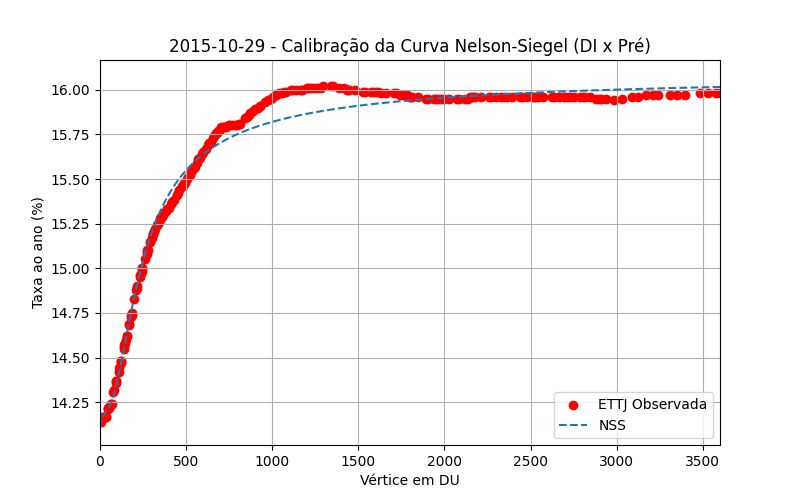 2015-10-29 - Calibração da Curva Nelson-Siegel (DI x Pré)
Taxa ao ano (%)
16.00
15.75
15.50
15.25
15.00
14.75
14.50
14.25
ETTJ Observada
NSS
0 500 1000 1500 2000 2500 3000 3500
Vértice em DU